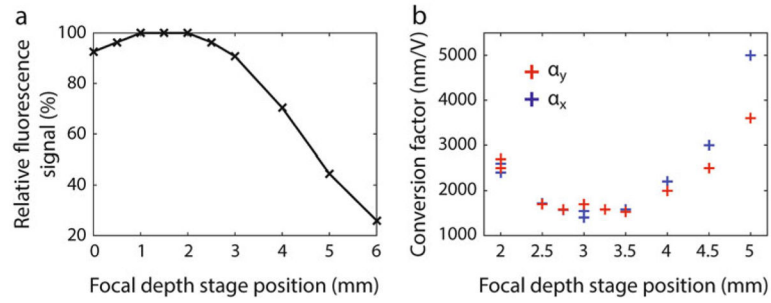 a
Relative fluorescence
signal (%)
100
80
60
40
20
0 1 2 3 4 5 6
Focal depth stage position (mm)
b
Conversion factor (nm/V)
5000
4000
3000
2000
1000
αy
αx
2 2.5 3 3.5 4 4.5 5
Focal depth stage position (mm)